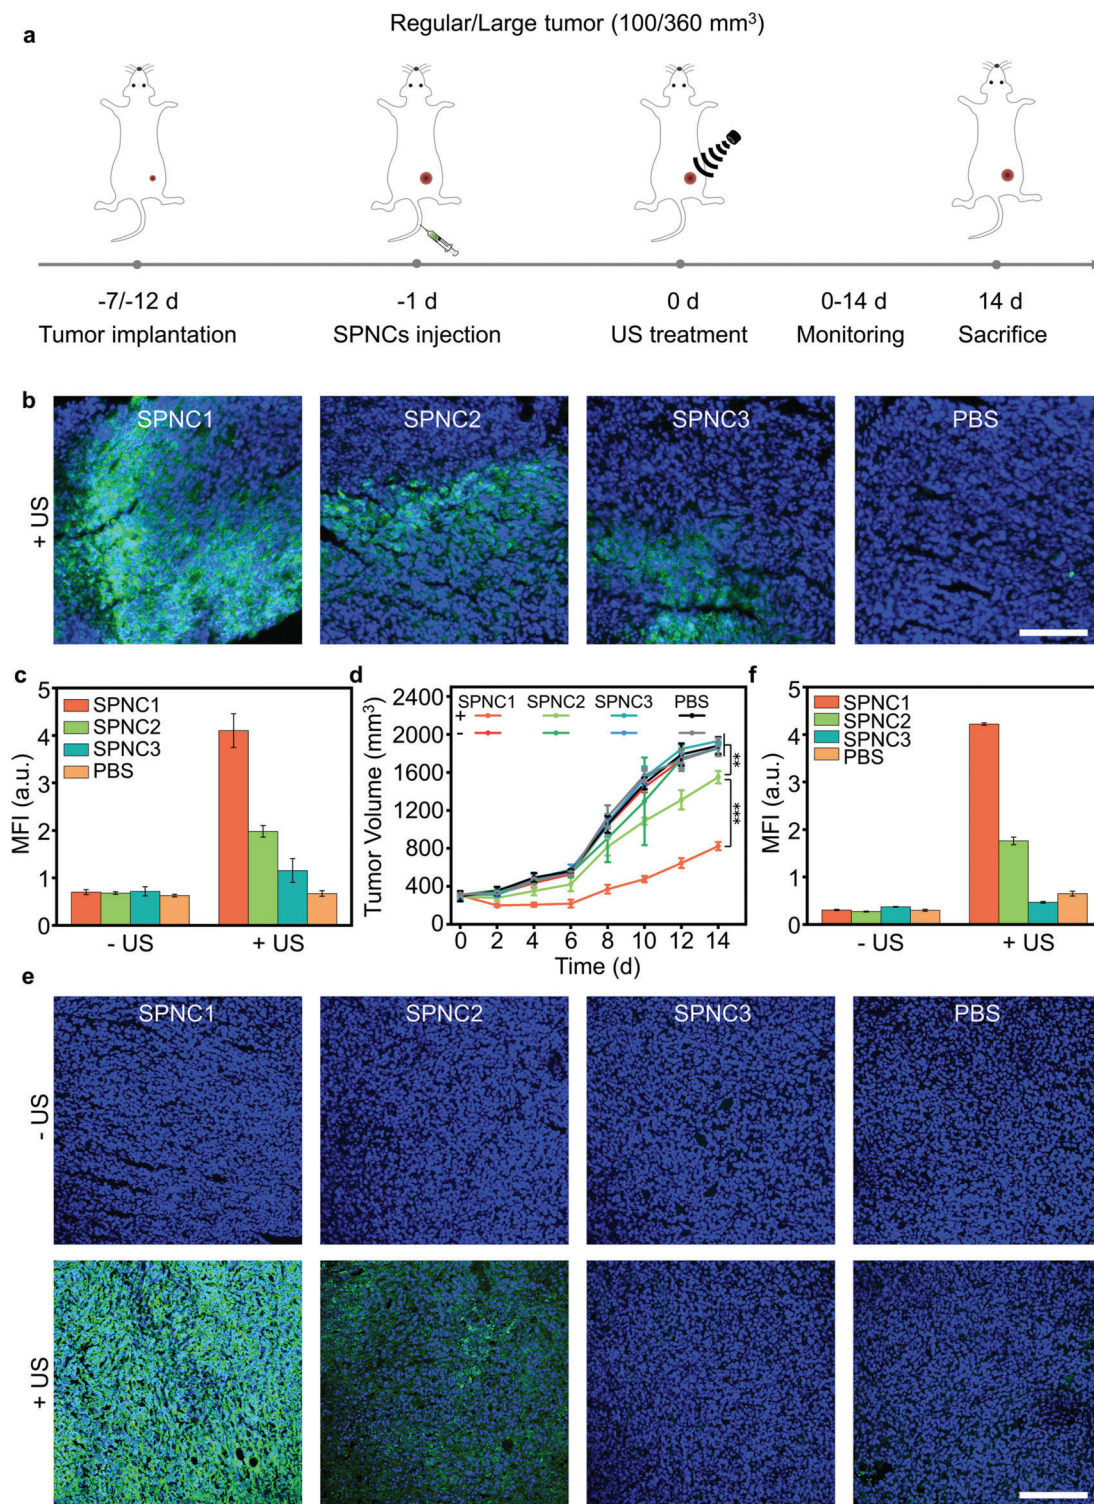 a
Regular/Large tumor (100/360 mm³)
-7/-12 d
-1 d
0 d
0-14 d
14 d
Tumor implantation
SPNCs injection
US treatment
Monitoring
Sacrifice
b
SPNC1
SPNC2
SPNC3
PBS
+ US
c
5
4
3
2
1
0
MFI (a.u.)
SPNC1
SPNC2
SPNC3
PBS
- US
+ US
d
2400
2000
1600
1200
800
400
0
Tumor Volume (mm³)
SPNC1
SPNC2
SPNC3
PBS
+
-
**
***
0
2
4
6
8
10
12
14
Time (d)
f
5
4
3
2
1
0
MFI (a.u.)
SPNC1
SPNC2
SPNC3
PBS
- US
+ US
e
SPNC1
SPNC2
SPNC3
PBS
- US
+ US